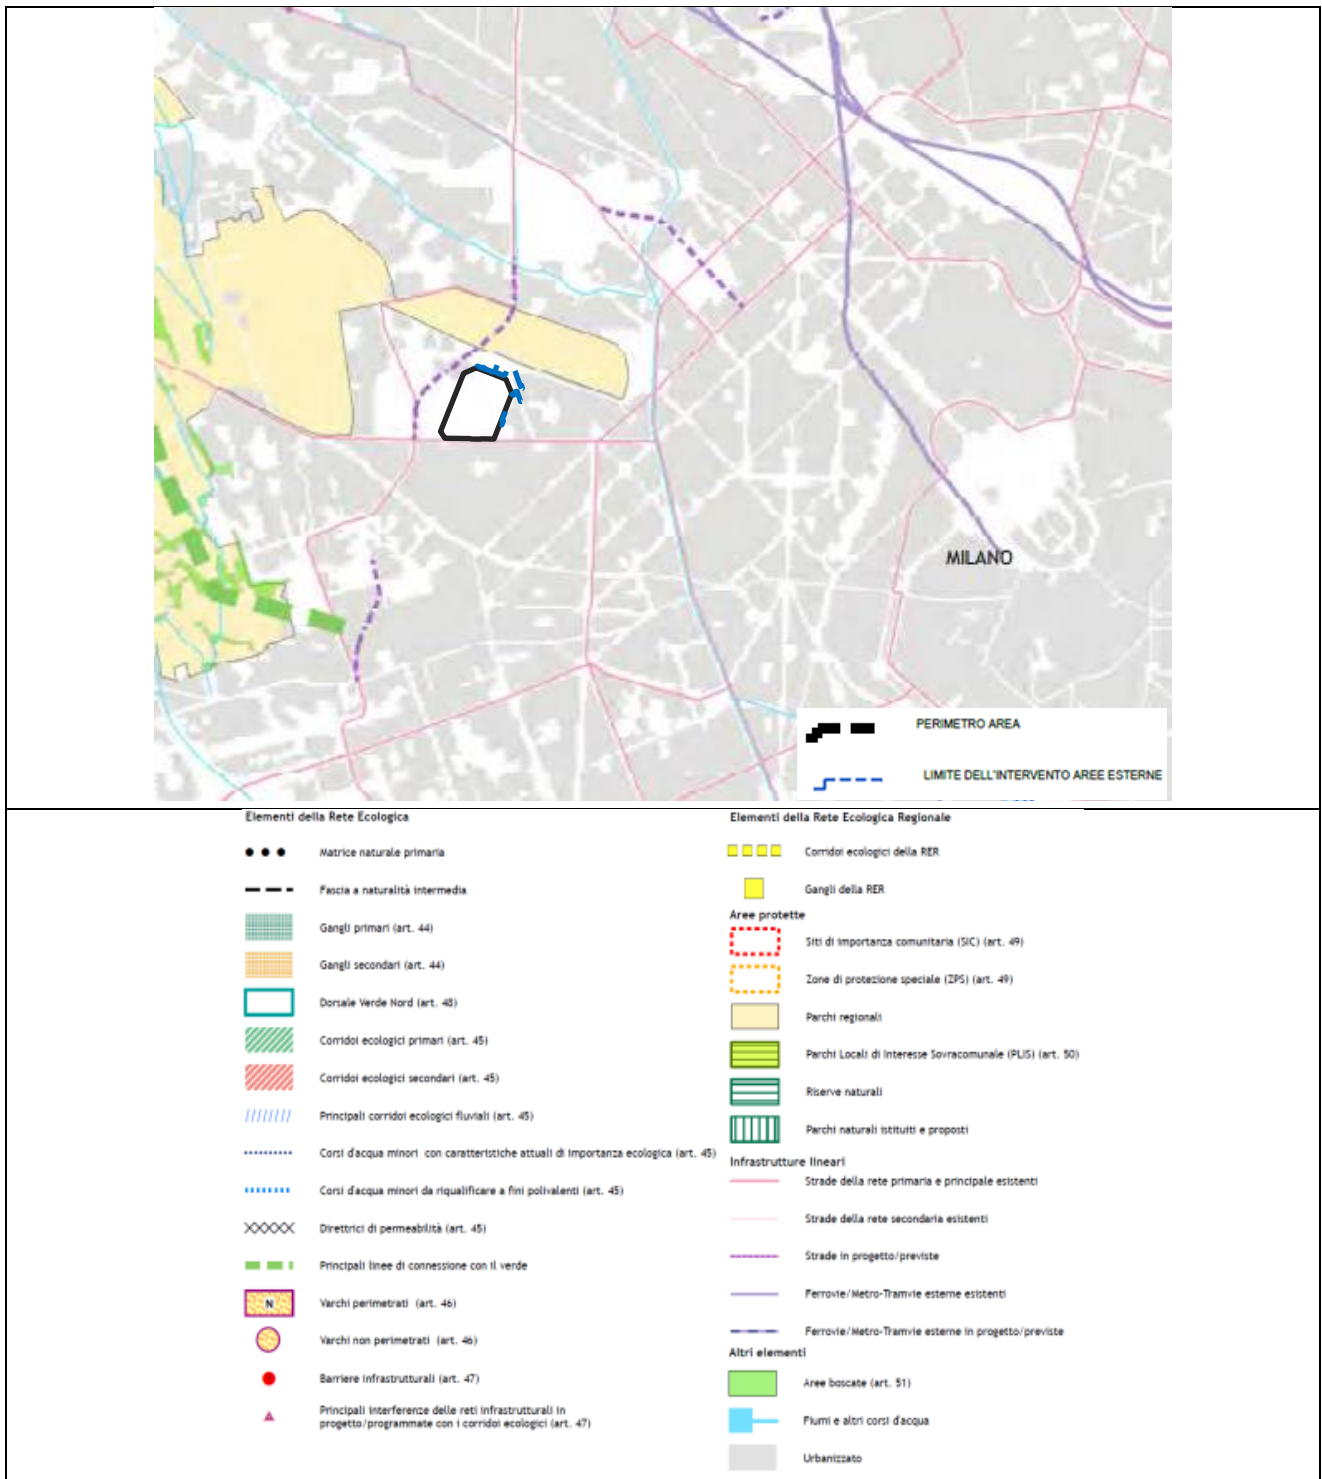 MILANO
PERIMETRO AREA
LIMITE DELL'INTERVENTO AREE ESTERNE
Elementi della Rete Ecologica
Matrice naturale primaria
Fascia a naturalità intermedia
Gangli primari (art. 44)
Gangli secondari (art. 44)
Dorsale Verde Nord (art. 48)
Corridoi ecologici primari (art. 45)
Corridoi ecologici secondari (art. 45)
Principali corridoi ecologici fluviali (art. 45)
Corsi d'acqua minori con caratteristiche attuali di importanza ecologica (art. 45)
Corsi d'acqua minori da riqualificare a fini polivalenti (art. 45)
Direttrici di permeabilità (art. 45)
Principali linee di connessione con il verde
N
Varchi perimetrati (art. 46)
Varchi non perimetrati (art. 46)
Barriere infrastrutturali (art. 47)
Principali interferenze delle reti infrastrutturali in
progetto/programmate con i corridoi ecologici (art. 47)
Elementi della Rete Ecologica Regionale
Corridoi ecologici della RER
Gangli della RER
Aree protette
Siti di importanza comunitaria (SIC) (art. 49)
Zone di protezione speciale (ZPS) (art. 49)
Parchi regionali
Parchi Locali di Interesse Sovracomunale (PLIS) (art. 50)
Riserve naturali
Parchi naturali istituiti e proposti
Infrastrutture lineari
Strade della rete primaria e principale esistenti
Strade della rete secondaria esistenti
Strade in progetto/previste
Ferrovie/Metro-Tramvie esterne esistenti
Ferrovie/Metro-Tramvie esterne in progetto/previste
Altri elementi
Aree boscate (art. 51)
Fiumi e altri corsi d'acqua
Urbanizzato